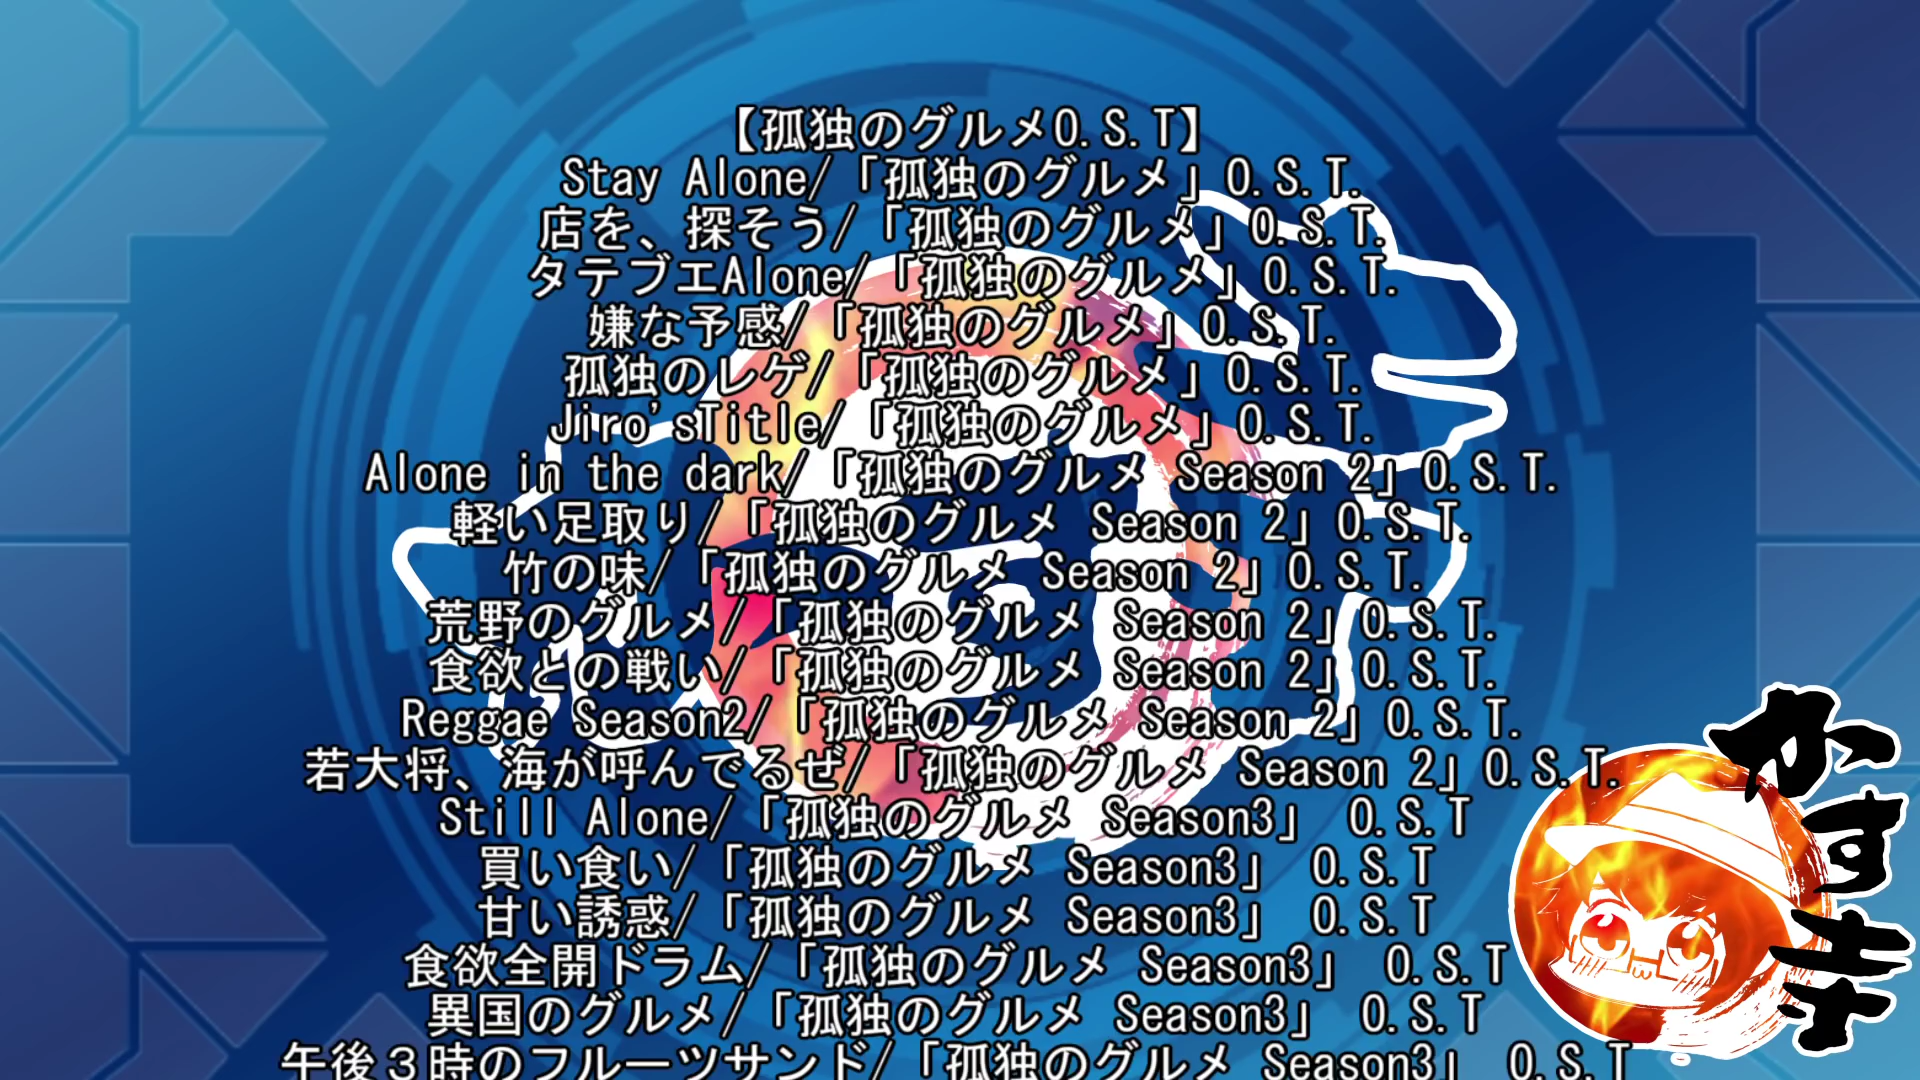 【孤独のグルメO.S.T】
Stay Alone/「孤独のグルメ」O.S.T.
店を、探そう/「孤独のグルメ」O.S.T.
タテブエAlone/「孤独のグルメ」O.S.T.
嫌な予感/「孤独のグルメ」O.S.T.
孤独のレゲ/「孤独のグルメ」O.S.T.
Jiro'sTitle/「孤独のグルメ」O.S.T.
Alone in the dark/「孤独のグルメ Season 2」O.S.T.
軽い足取り/「孤独のグルメ Season 2」O.S.T.
竹の味/「孤独のグルメ Season 2」O.S.T.
荒野のグルメ/「孤独のグルメ Season 2」O.S.T.
食欲との戦い/「孤独のグルメ Season 2」O.S.T.
Reggae Season2/「孤独のグルメ Season 2」O.S.T.
若大将、海が呼んでるぜ/「孤独のグルメ Season 2」O.S.T.
Still Alone/「孤独のグルメ Season3」 O.S.T
買い食い/「孤独のグルメ Season3」 O.S.T
甘い誘惑/「孤独のグルメ Season3」 O.S.T
食欲全開ドラム/「孤独のグルメ Season3」 O.S.T
異国のグルメ/「孤独のグルメ Season3」 O.S.T
午後３時のフルーツサンド/「孤独のグルメ Season3」 O.S.T